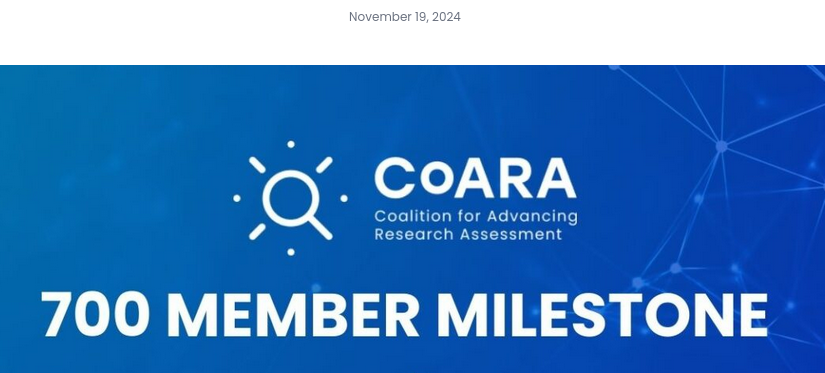 November 19, 2024
CoARA
Coalition for Advancing
Research Assessment
700 MEMBER MILESTONE